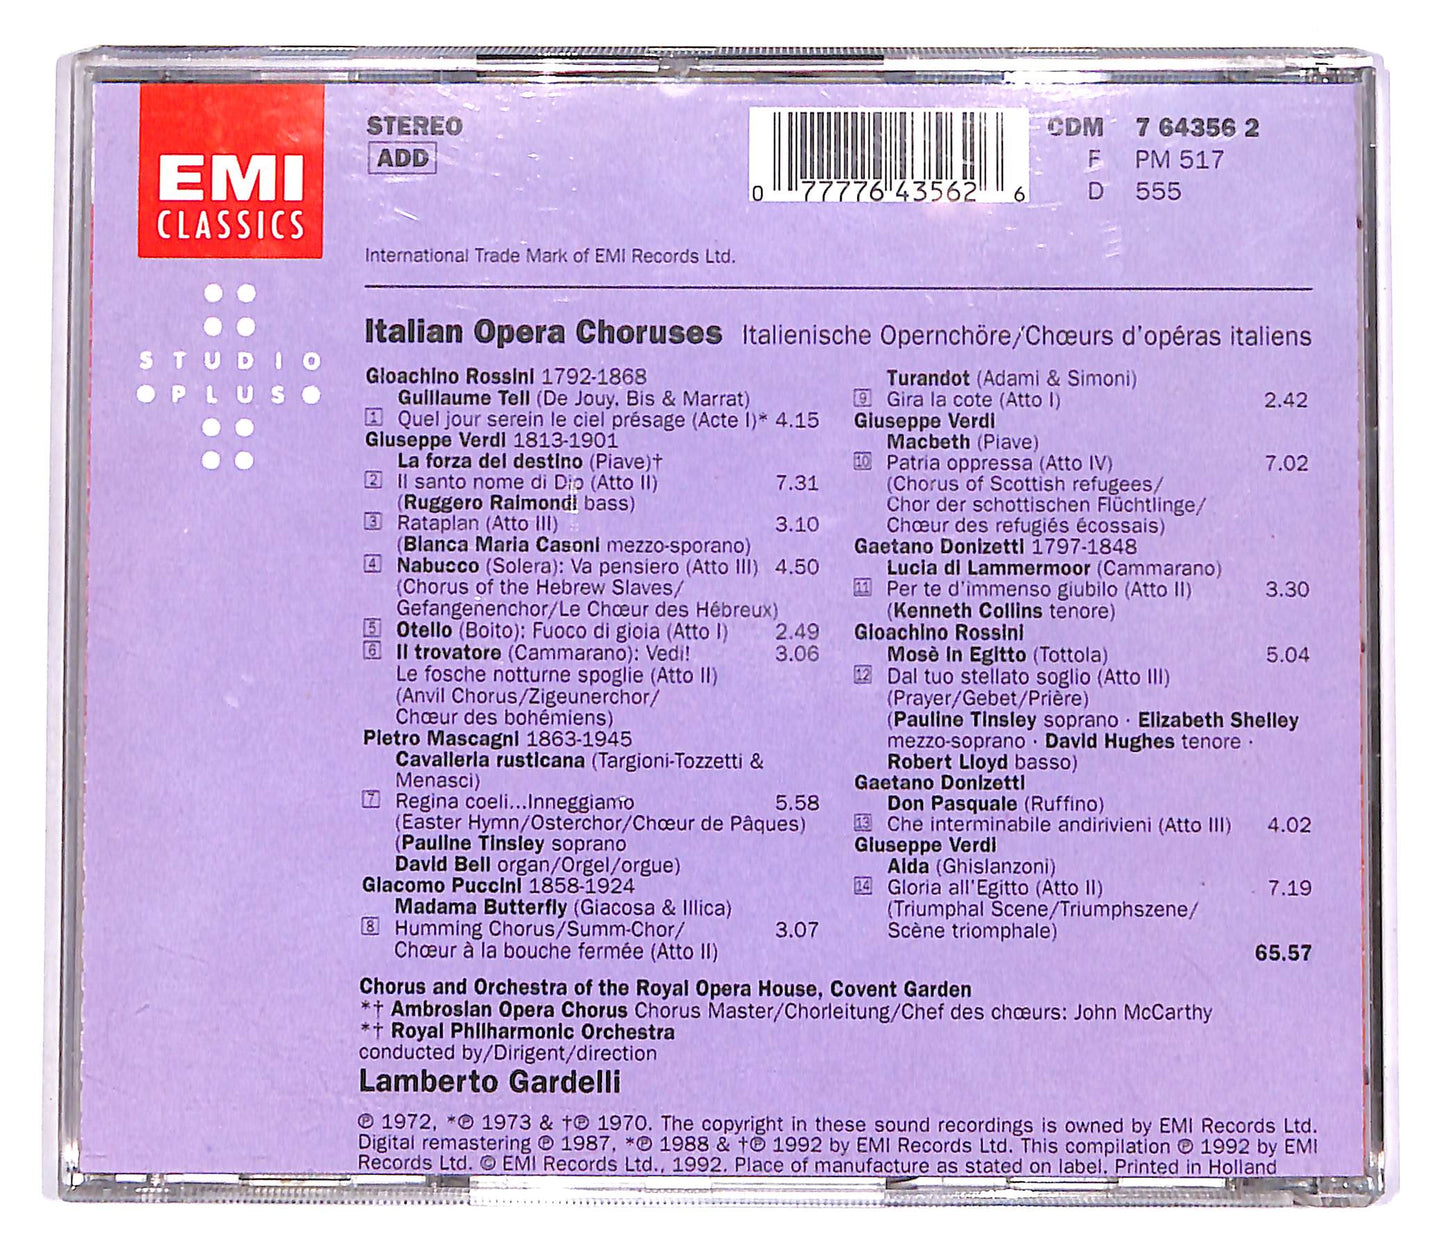 EMI
CLASSICS
STUDIO
PLUS
STEREO
ADD
0 77776 43562 6
CDM 7 64356 2
F PM 517
D 555
International Trade Mark of EMI Records Ltd.
Italian Opera Choruses Italienische Opernchöre/Chœurs d'opéras italiens
Gioachino Rossini 1792-1868
Guillaume Tell (De Jouy, Bis & Marrat)
1 Quel jour serein le ciel présage (Acte I)* 4.15
Giuseppe Verdi 1813-1901
La forza del destino (Piave)†
2 Il santo nome di Dio (Atto II) 7.31
(Ruggero Raimondi bass)
3 Rataplan (Atto III) 3.10
(Bianca Maria Casoni mezzo-sporano)
4 Nabucco (Solera): Va pensiero (Atto III) 4.50
(Chorus of the Hebrew Slaves/
Gefangenenchor/Le Chœur des Hébreux)
5 Otello (Boito): Fuoco di gioia (Atto I) 2.49
6 Il trovatore (Cammarano): Vedi! 3.06
Le fosche notturne spoglie (Atto II)
(Anvil Chorus/Zigeunerchor/
Chœur des bohémiens)
Pietro Mascagni 1863-1945
Cavalleria rusticana (Targioni-Tozzetti &
Menasci)
7 Regina coeli...Inneggiamo 5.58
(Easter Hymn/Osterchor/Chœur de Pâques)
(Pauline Tinsley soprano
David Bell organ/Orgel/orgue)
Giacomo Puccini 1858-1924
Madama Butterfly (Giacosa & Illica)
8 Humming Chorus/Summ-Chor/ 3.07
Chœur à la bouche fermée (Atto II)
Turandot (Adami & Simoni)
9 Gira la cote (Atto I) 2.42
Giuseppe Verdi
Macbeth (Piave)
10 Patria oppressa (Atto IV) 7.02
(Chorus of Scottish refugees/
Chor der schottischen Flüchtlinge/
Chœur des refugiés écossais)
Gaetano Donizetti 1797-1848
Lucia di Lammermoor (Cammarano)
11 Per te d'immenso giubilo (Atto II) 3.30
(Kenneth Collins tenore)
Gioachino Rossini
Mosè in Egitto (Tottola) 5.04
12 Dal tuo stellato soglio (Atto III)
(Prayer/Gebet/Prière)
(Pauline Tinsley soprano · Elizabeth Shelley
mezzo-soprano · David Hughes tenore ·
Robert Lloyd basso)
Gaetano Donizetti
Don Pasquale (Ruffino)
13 Che interminabile andirivieni (Atto III) 4.02
Giuseppe Verdi
Aida (Ghislanzoni)
14 Gloria all'Egitto (Atto II) 7.19
(Triumphal Scene/Triumphszene/
Scène triomphale)
65.57
Chorus and Orchestra of the Royal Opera House, Covent Garden
*† Ambrosian Opera Chorus Chorus Master/Chorleitung/Chef des chœurs: John McCarthy
*† Royal Philharmonic Orchestra
conducted by/Dirigent/direction
Lamberto Gardelli
℗ 1972, *℗ 1973 & †℗ 1970. The copyright in these sound recordings is owned by EMI Records Ltd.
Digital remastering ℗ 1987, *℗ 1988 & †℗ 1992 by EMI Records Ltd. This compilation ℗ 1992 by EMI
Records Ltd. © EMI Records Ltd., 1992. Place of manufacture as stated on label. Printed in Holland